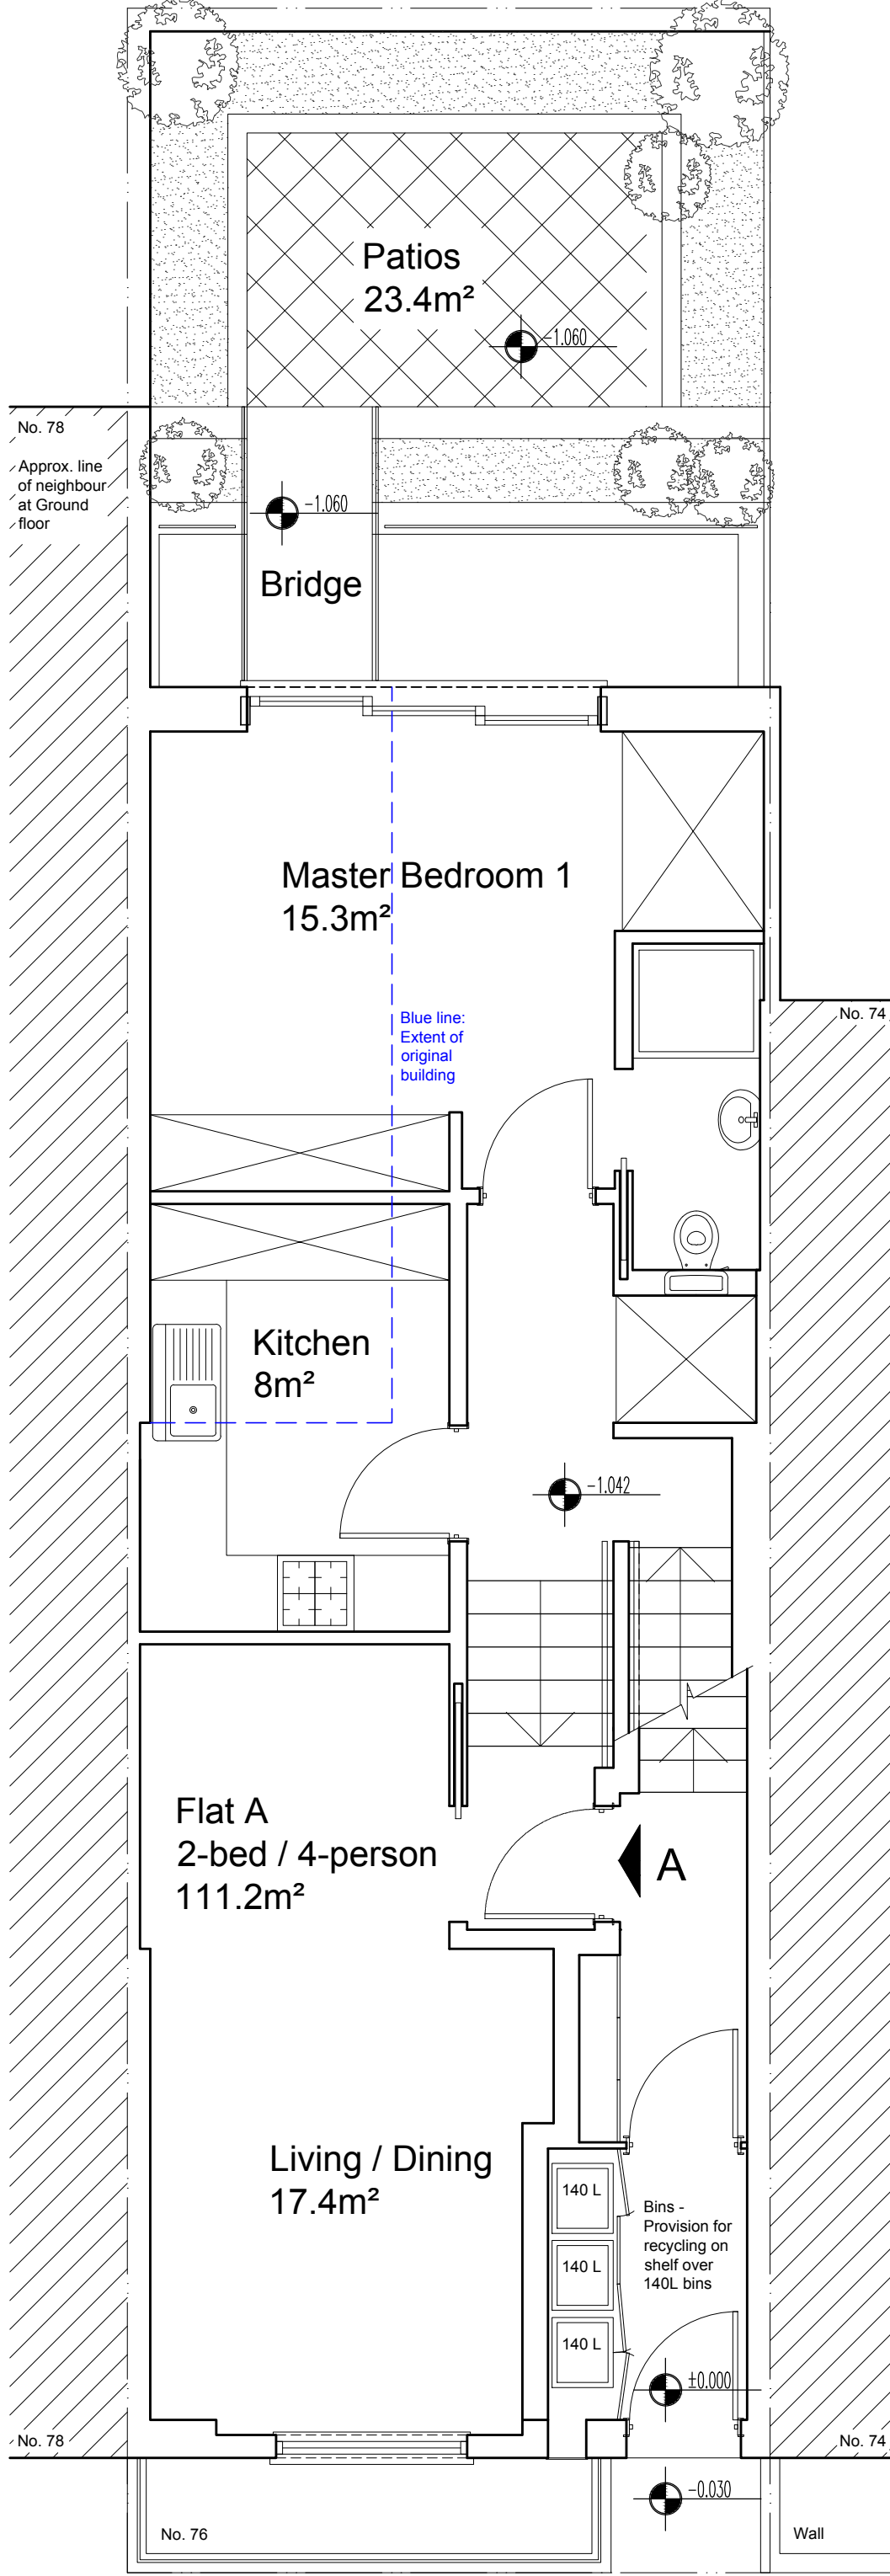 Patios
23.4m²
-1.060
No. 78
Approx. line
of neighbour
at Ground
floor
-1.060
Bridge
Master Bedroom 1
15.3m²
Blue line:
Extent of
original
building
No. 74
Kitchen
8m²
-1.042
Flat A
2-bed / 4-person
111.2m²
A
Living / Dining
17.4m²
140 L
Bins -
Provision for
recycling on
shelf over
140L bins
140 L
140 L
±0.000
No. 78
No. 74
-0.030
No. 76
Wall